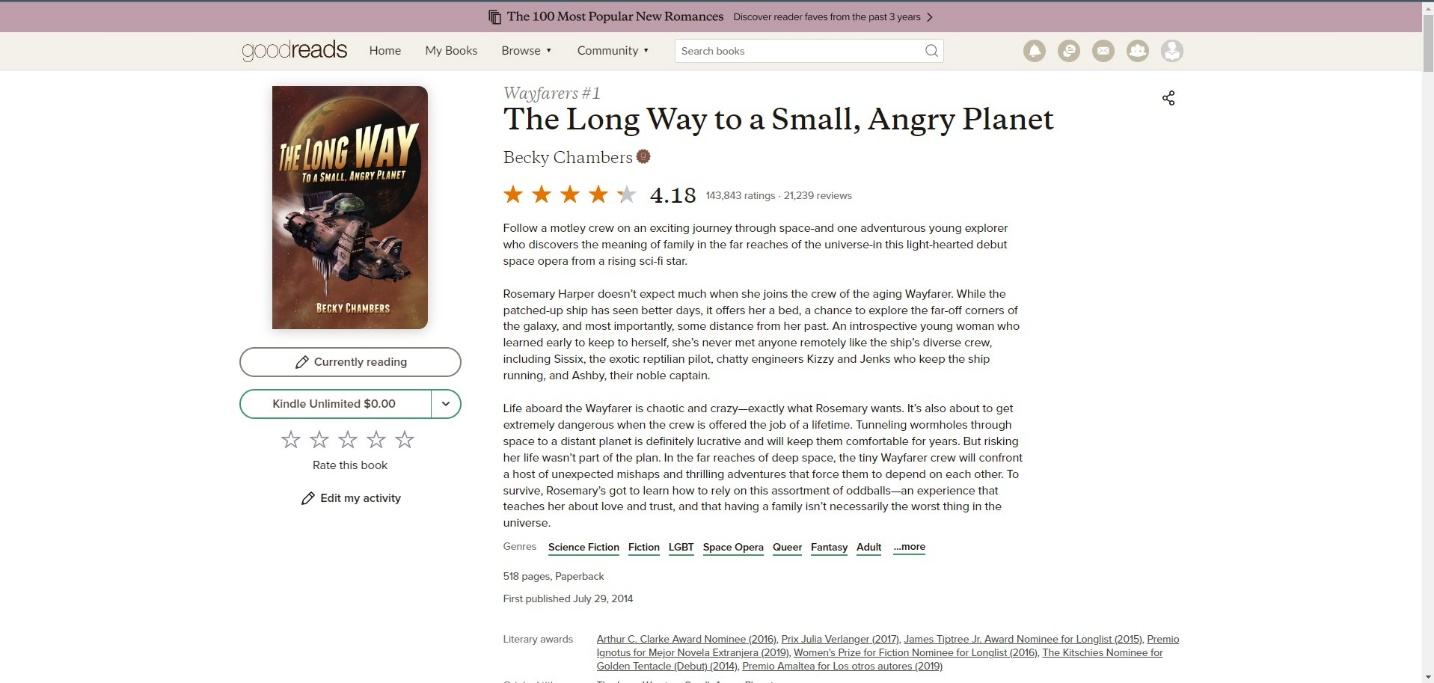 The 100 Most Popular New Romances Discover reader faves from the past 3 years
goodreads Home My Books Browse Community Search books
THE LONG WAY
TO A SMALL, ANGRY PLANET
BECKY CHAMBERS
Currently reading
Kindle Unlimited $0.00
Rate this book
Edit my activity
Wayfarers #1
The Long Way to a Small, Angry Planet
Becky Chambers
4.18 143,843 ratings · 21,239 reviews
Follow a motley crew on an exciting journey through space-and one adventurous young explorer
who discovers the meaning of family in the far reaches of the universe-in this light-hearted debut
space opera from a rising sci-fi star.
Rosemary Harper doesn't expect much when she joins the crew of the aging Wayfarer. While the
patched-up ship has seen better days, it offers her a bed, a chance to explore the far-off corners of
the galaxy, and most importantly, some distance from her past. An introspective young woman who
learned early to keep to herself, she's never met anyone remotely like the ship's diverse crew,
including Sissix, the exotic reptilian pilot, chatty engineers Kizzy and Jenks who keep the ship
running, and Ashby, their noble captain.
Life aboard the Wayfarer is chaotic and crazy—exactly what Rosemary wants. It's also about to get
extremely dangerous when the crew is offered the job of a lifetime. Tunneling wormholes through
space to a distant planet is definitely lucrative and will keep them comfortable for years. But risking
her life wasn't part of the plan. In the far reaches of deep space, the tiny Wayfarer crew will confront
a host of unexpected mishaps and thrilling adventures that force them to depend on each other. To
survive, Rosemary's got to learn how to rely on this assortment of oddballs—an experience that
teaches her about love and trust, and that having a family isn't necessarily the worst thing in the
universe.
Genres Science Fiction Fiction LGBT Space Opera Queer Fantasy Adult ...more
518 pages, Paperback
First published July 29, 2014
Literary awards Arthur C. Clarke Award Nominee (2016), Prix Julia Verlanger (2017), James Tiptree Jr. Award Nominee for Longlist (2015), Premio
Ignotus for Mejor Novela Extranjera (2019), Women's Prize for Fiction Nominee for Longlist (2016), The Kitschies Nominee for
Golden Tentacle (Debut) (2014), Premio Amaltea for Los otros autores (2019)